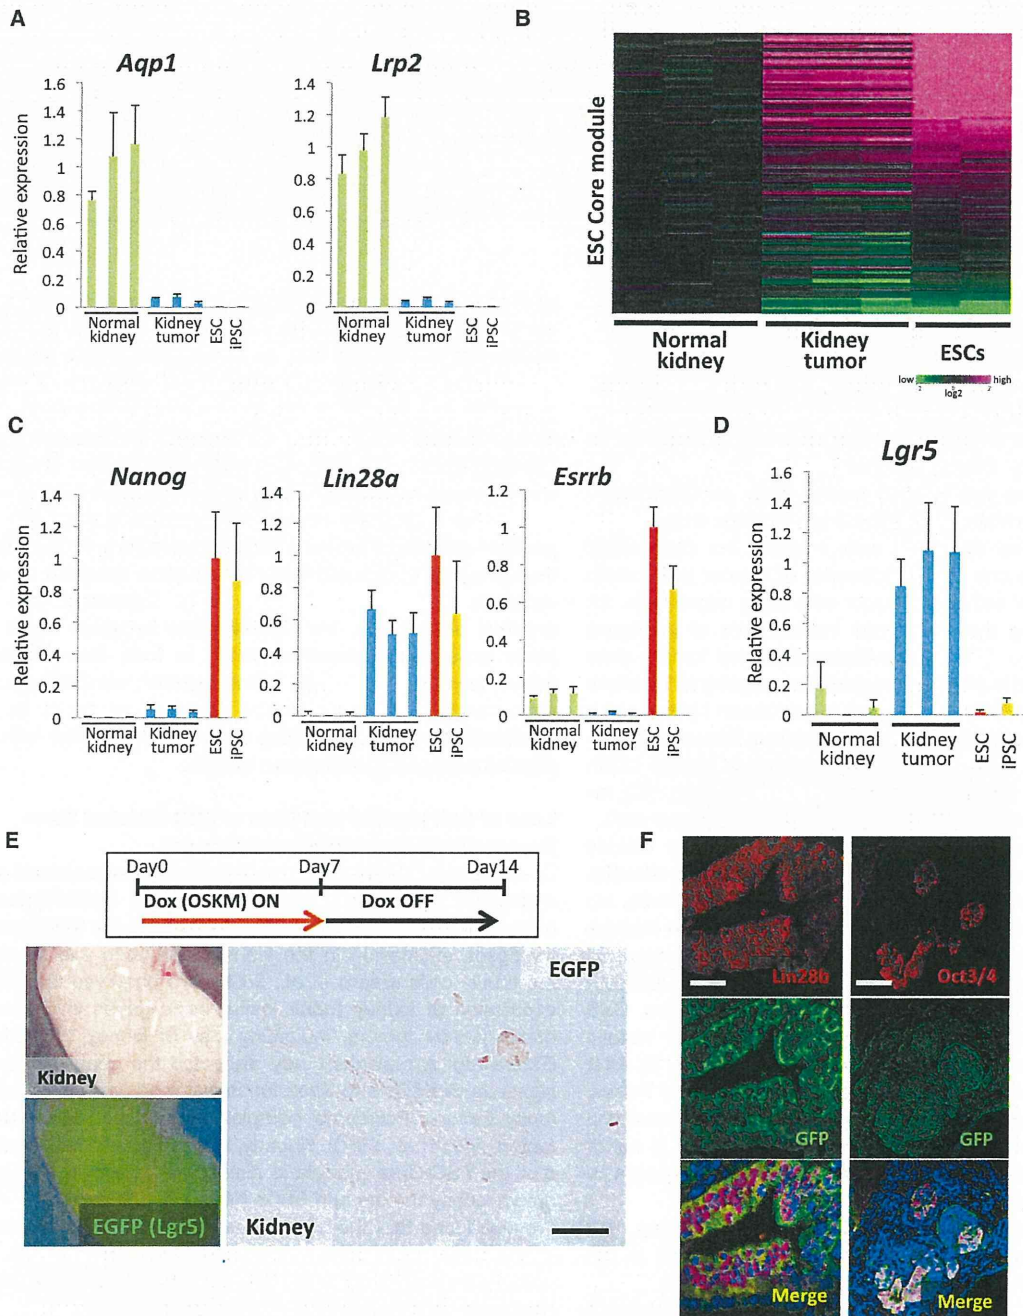 A
Aqp1
Relative expression
1.6
1.4
1.2
1
0.8
0.6
0.4
0.2
0
Normal kidney
Kidney tumor
ESC
iPSC
Lrp2
1.6
1.4
1.2
1
0.8
0.6
0.4
0.2
0
Normal kidney
Kidney tumor
ESC
iPSC
B
ESC Core module
Normal kidney
Kidney tumor
ESCs
low
high
log2
C
Nanog
Relative expression
1.4
1.2
1
0.8
0.6
0.4
0.2
0
Normal kidney
Kidney tumor
ESC
iPSC
Lin28a
1.4
1.2
1
0.8
0.6
0.4
0.2
0
Normal kidney
Kidney tumor
ESC
iPSC
Esrrb
1.2
1
0.8
0.6
0.4
0.2
0
Normal kidney
Kidney tumor
ESC
iPSC
D
Lgr5
Relative expression
1.6
1.4
1.2
1
0.8
0.6
0.4
0.2
0
Normal kidney
Kidney tumor
ESC
iPSC
E
Day0
Day7
Day14
Dox (OSKM) ON
Dox OFF
Kidney
EGFP (Lgr5)
EGFP
Kidney
F
Lin28b
Oct3/4
GFP
GFP
Merge
Merge